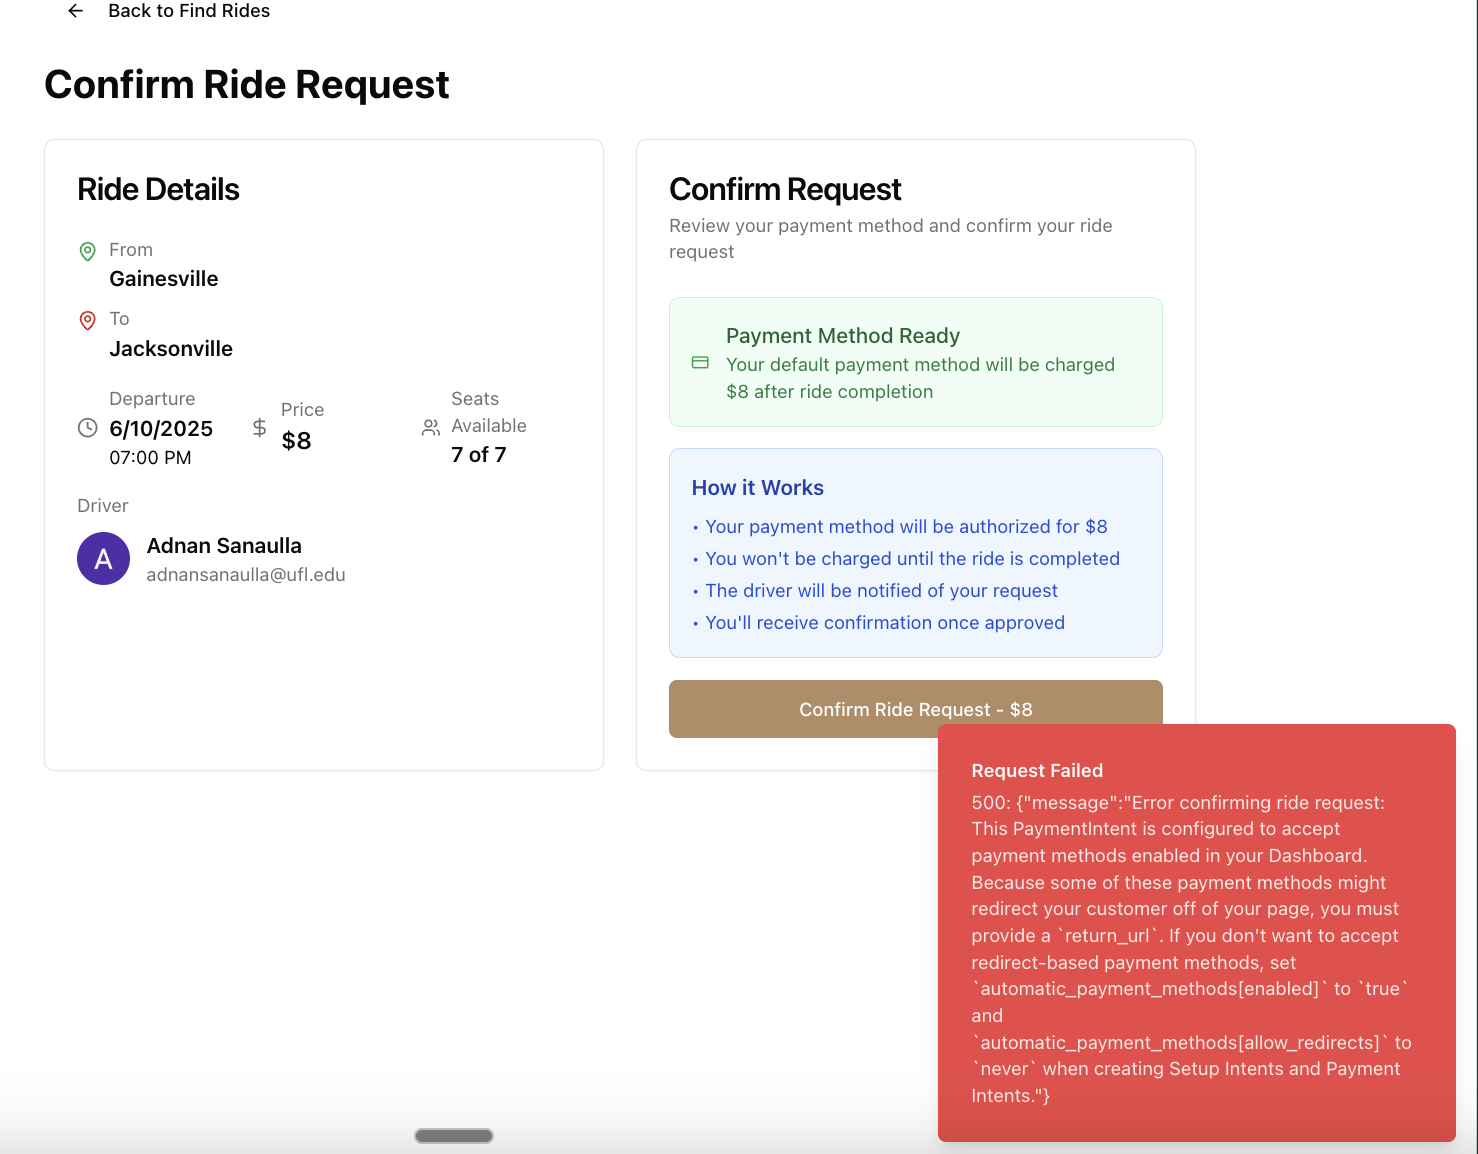 Back to Find Rides
Confirm Ride Request
Ride Details
From
Gainesville
To
Jacksonville
Departure
6/10/2025
07:00 PM
Price
$8
Seats
Available
7 of 7
Driver
A
Adnan Sanaulla
adnansanaulla@ufl.edu
Confirm Request
Review your payment method and confirm your ride
request
Payment Method Ready
Your default payment method will be charged
$8 after ride completion
How it Works
• Your payment method will be authorized for $8
• You won't be charged until the ride is completed
• The driver will be notified of your request
• You'll receive confirmation once approved
Confirm Ride Request - $8
Request Failed
500: {"message":"Error confirming ride request:
This PaymentIntent is configured to accept
payment methods enabled in your Dashboard.
Because some of these payment methods might
redirect your customer off of your page, you must
provide a `return_url`. If you don't want to accept
redirect-based payment methods, set
`automatic_payment_methods[enabled]` to `true`
and
`automatic_payment_methods[allow_redirects]` to
`never` when creating Setup Intents and Payment
Intents."}